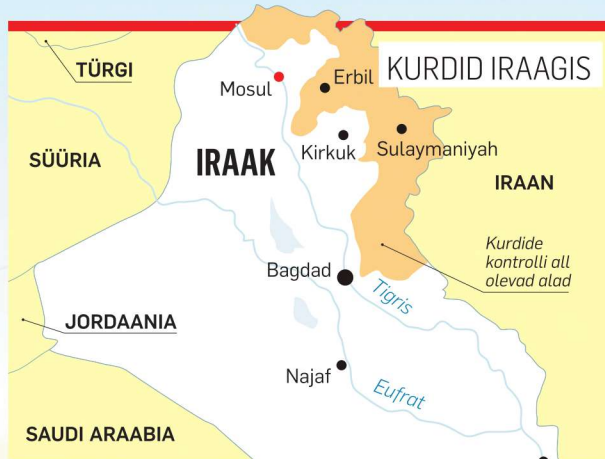 KURDID IRAAGIS
TÜRGI
Mosul
Erbil
SÜÜRIA
IRAAK
Kirkuk
Sulaymaniyah
IRAAN
Kurdide
kontrolli all
olevad alad
Bagdad
Tigris
JORDAANIA
Najaf
Eufrat
SAUDI ARAABIA